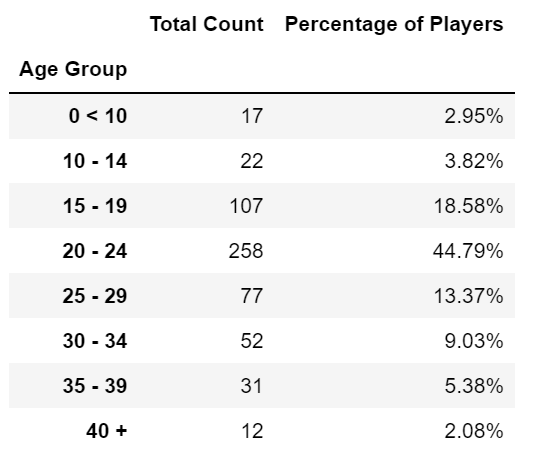 Total Count Percentage of Players
Age Group
0 < 10 17 2.95%
10 - 14 22 3.82%
15 - 19 107 18.58%
20 - 24 258 44.79%
25 - 29 77 13.37%
30 - 34 52 9.03%
35 - 39 31 5.38%
40 + 12 2.08%